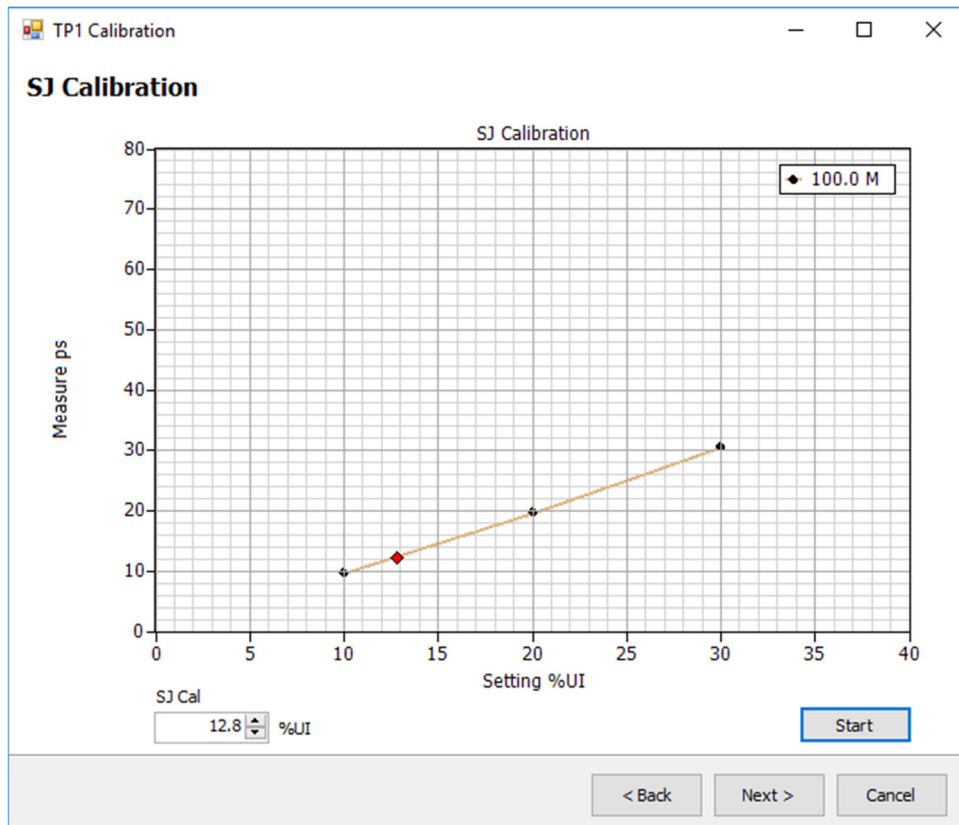 TP1 Calibration
SJ Calibration
SJ Calibration
80
70
60
50
40
30
20
10
0
Measure ps
100.0 M
0 5 10 15 20 25 30 35 40
Setting %UI
SJ Cal
12.8 %UI
Start
< Back Next > Cancel